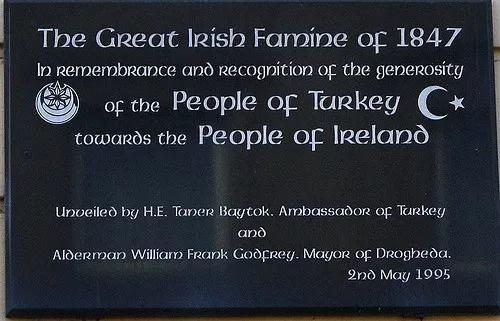 The Great Irish Famine of 1847
In remembrance and recognition of the generosity
of the People of Turkey
towards the People of Ireland
Unveiled by H.E. Taner Baytok. Ambassador of Turkey
and
Alderman William Frank Godfrey. Mayor of Drogheda.
2nd May 1995